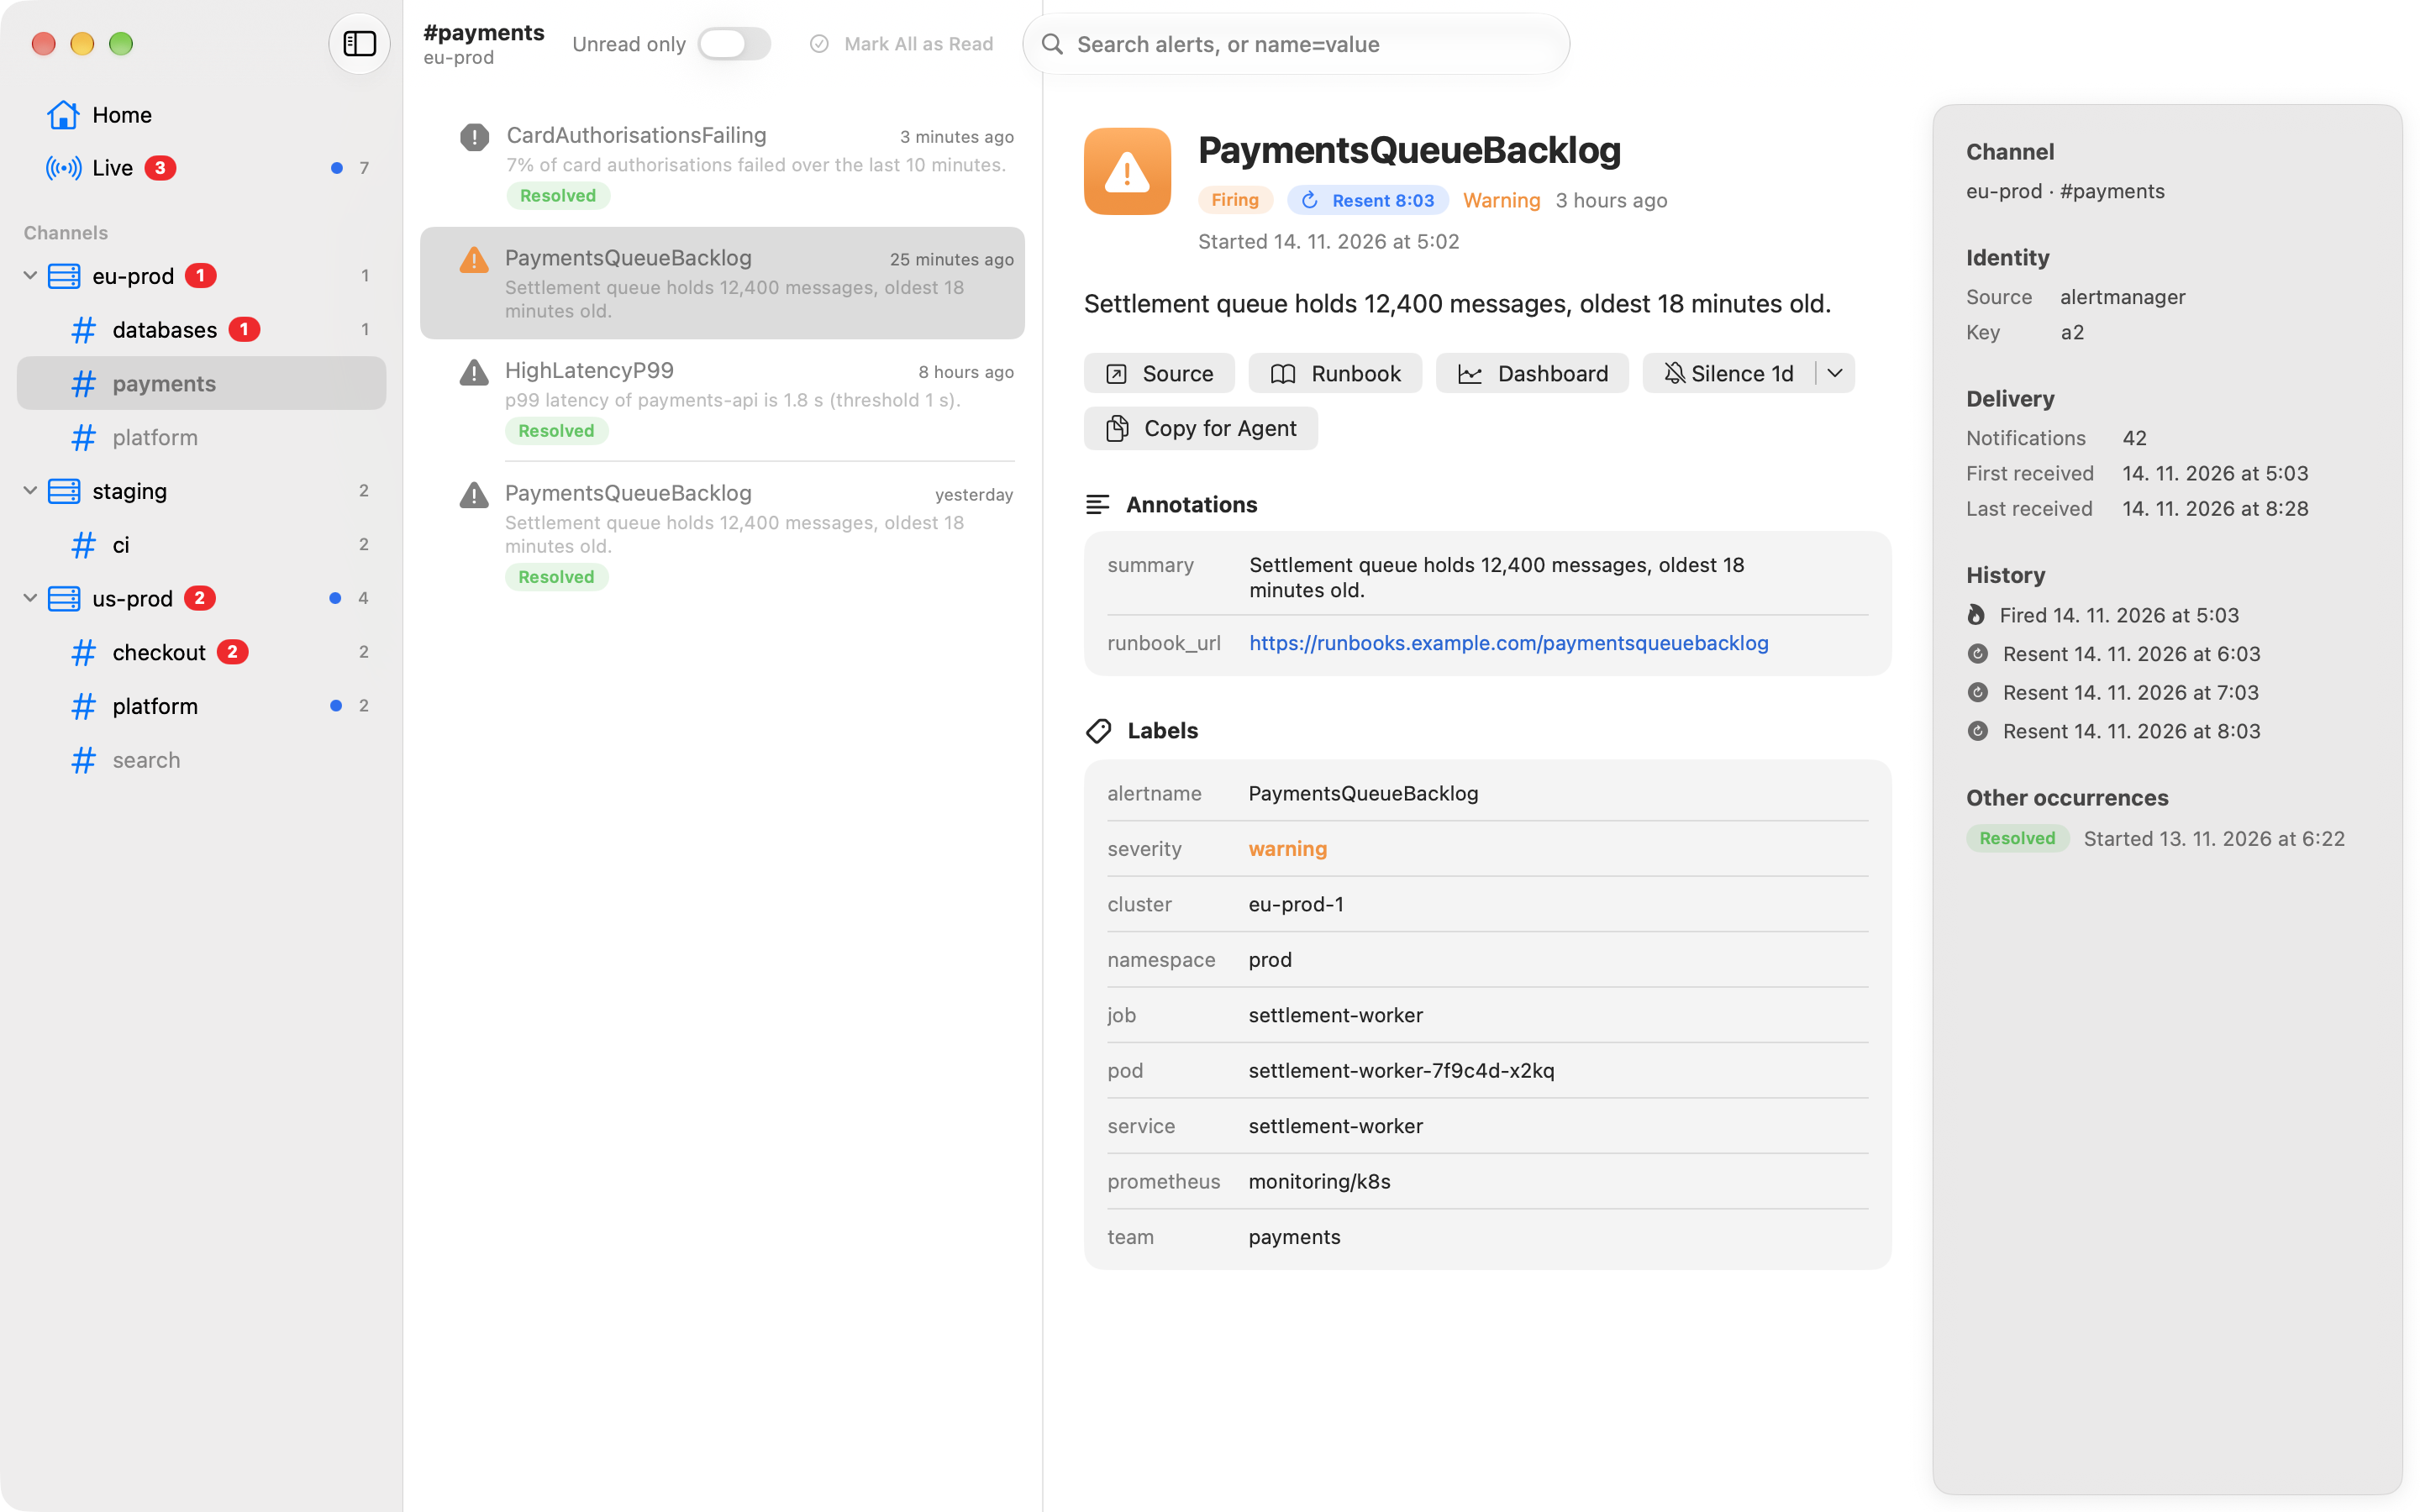 Home
Live 3 7
Channels
eu-prod 1 1
databases 1 1
payments
platform
staging 2
ci 2
us-prod 2 4
checkout 2 2
platform 2
search
#payments
eu-prod
Unread only
Mark All as Read
Search alerts, or name=value
CardAuthorisationsFailing 3 minutes ago
7% of card authorisations failed over the last 10 minutes.
Resolved
PaymentsQueueBacklog 25 minutes ago
Settlement queue holds 12,400 messages, oldest 18
minutes old.
HighLatencyP99 8 hours ago
p99 latency of payments-api is 1.8 s (threshold 1 s).
Resolved
PaymentsQueueBacklog yesterday
Settlement queue holds 12,400 messages, oldest 18
minutes old.
Resolved
PaymentsQueueBacklog
Firing Resent 8:03 Warning 3 hours ago
Started 14. 11. 2026 at 5:02
Settlement queue holds 12,400 messages, oldest 18 minutes old.
Source Runbook Dashboard Silence 1d
Copy for Agent
Annotations
summary Settlement queue holds 12,400 messages, oldest 18
minutes old.
runbook_url https://runbooks.example.com/paymentsqueuebacklog
Labels
alertname PaymentsQueueBacklog
severity warning
cluster eu-prod-1
namespace prod
job settlement-worker
pod settlement-worker-7f9c4d-x2kq
service settlement-worker
prometheus monitoring/k8s
team payments
Channel
eu-prod · #payments
Identity
Source alertmanager
Key a2
Delivery
Notifications 42
First received 14. 11. 2026 at 5:03
Last received 14. 11. 2026 at 8:28
History
Fired 14. 11. 2026 at 5:03
Resent 14. 11. 2026 at 6:03
Resent 14. 11. 2026 at 7:03
Resent 14. 11. 2026 at 8:03
Other occurrences
Resolved Started 13. 11. 2026 at 6:22